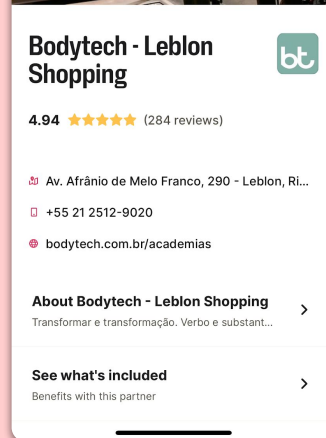 Bodytech - Leblon
Shopping
bt
4.94 (284 reviews)
Av. Afrânio de Melo Franco, 290 - Leblon, Ri...
+55 21 2512-9020
bodytech.com.br/academias
About Bodytech - Leblon Shopping
Transformar e transformação. Verbo e substant...
See what's included
Benefits with this partner